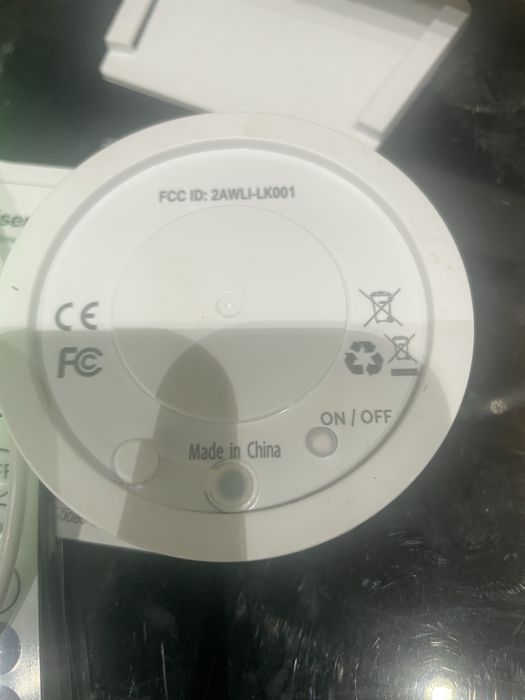 FCC ID: 2AWLI-LK001
CE
FC
ON / OFF
Made in China